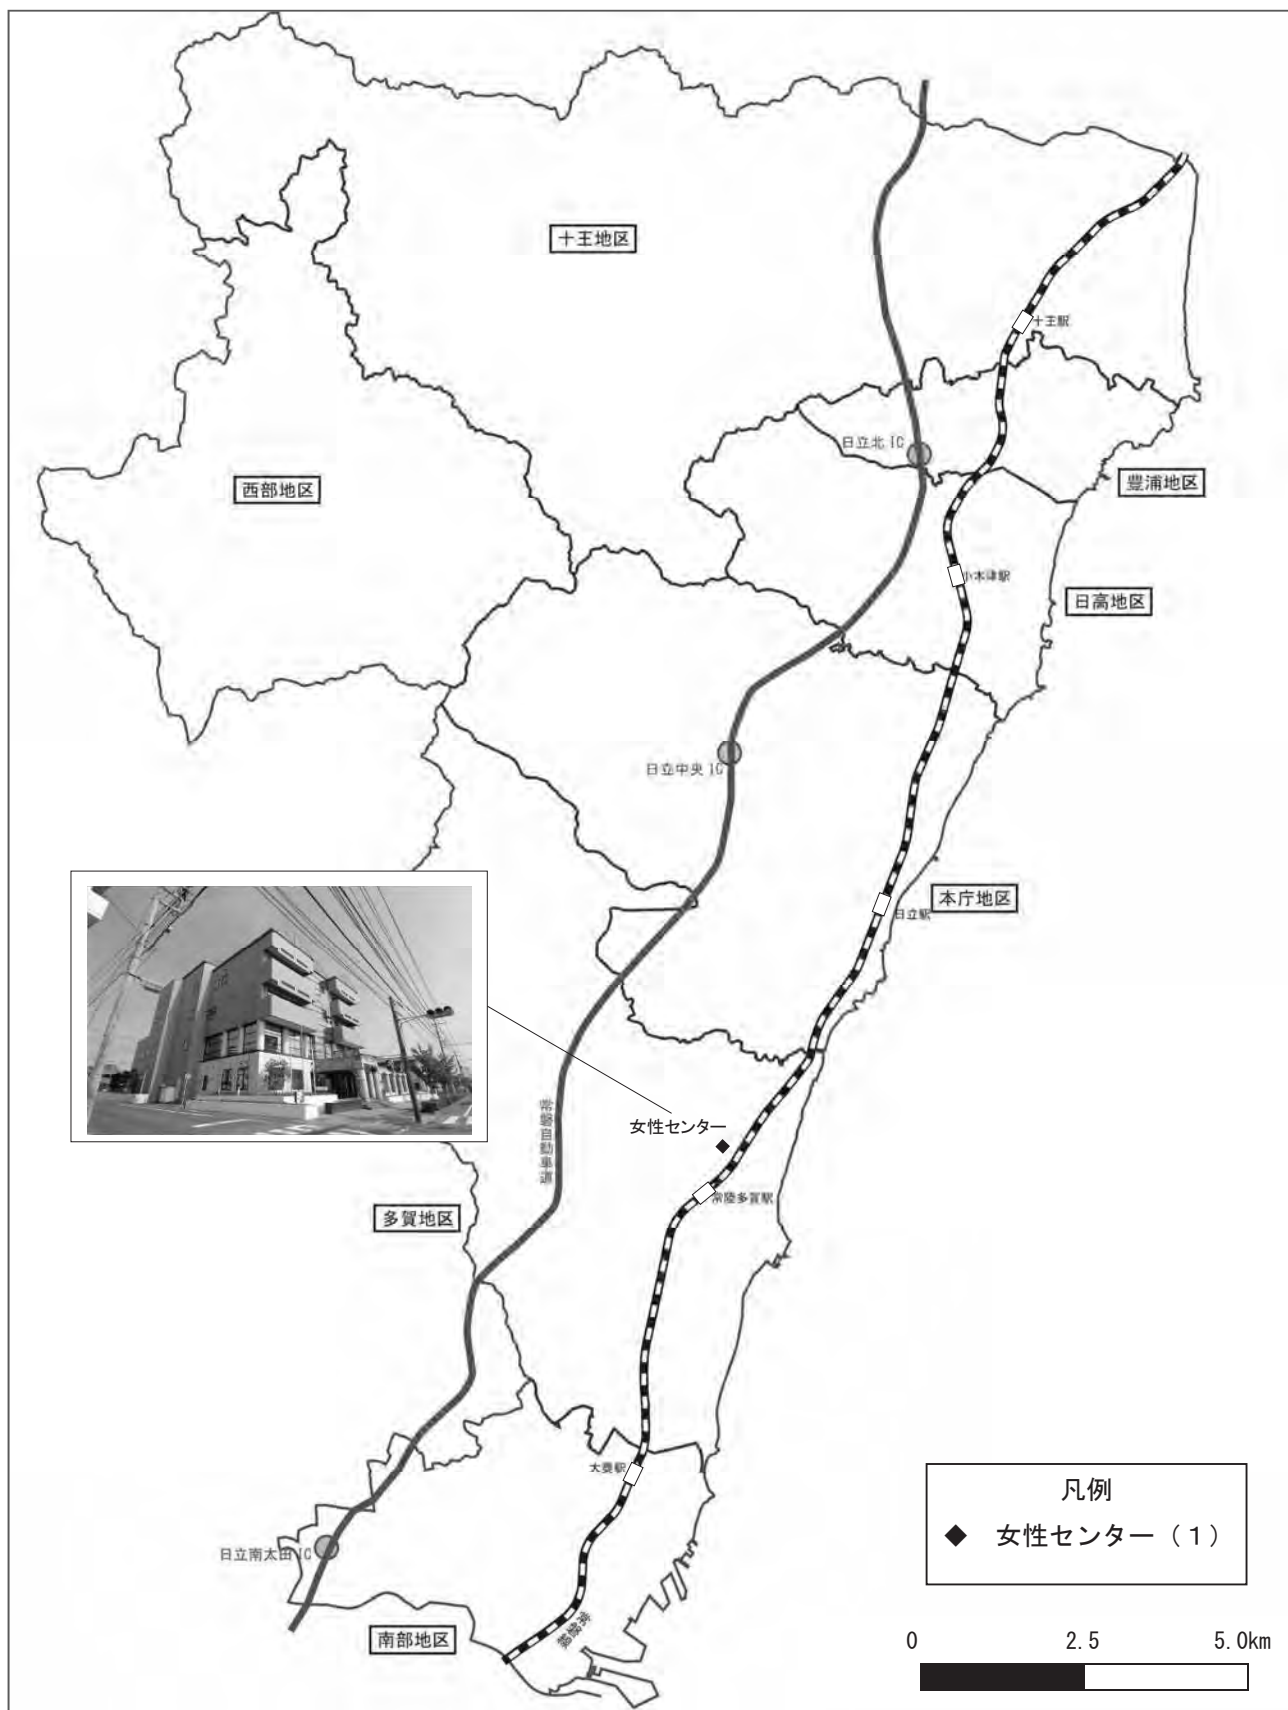 十王地区
十王駅
日立北IC
西部地区
豊浦地区
小木津駅
日高地区
日立中央IC
本庁地区
日立駅
常磐自動車道
女性センター
常陸多賀駅
多賀地区
大甕駅
日立南太田IC
常磐線
南部地区
凡例
◆ 女性センター（１）
0 2.5 5.0km